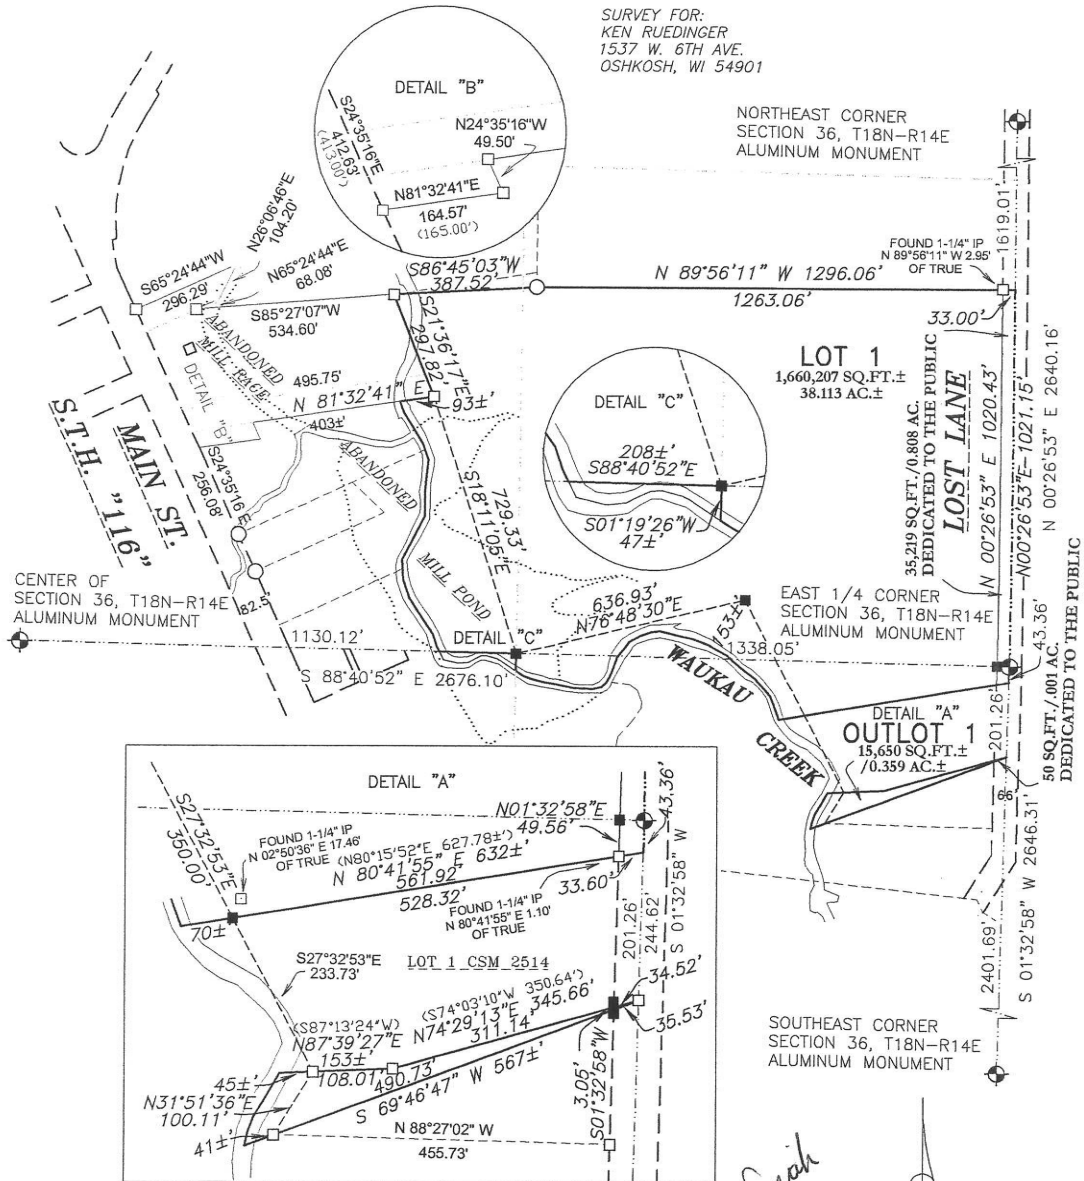 SURVEY FOR:
KEN RUEDINGER
1537 W. 6TH AVE.
OSHKOSH, WI 54901
DETAIL "B"
S24°35'16"E
412.63'
(413.00')
N24°35'16"W
49.50'
N81°32'41"E
164.57'
(165.00')
NORTHEAST CORNER
SECTION 36, T18N-R14E
ALUMINUM MONUMENT
1619.01'
FOUND 1-1/4" IP
N 89°56'11" W 2.95'
OF TRUE
N26°06'46"E
104.20'
S65°24'44"W
296.29'
N65°24'44"E
68.08'
S86°45'03"W
387.52'
N 89°56'11" W 1296.06'
1263.06'
33.00'
S85°27'07"W
534.60'
ABANDONED
MILL RACE
DETAIL "B"
S21°36'17"E
297.82'
495.75'
N 81°32'41" E
93±'
403±'
LOT 1
1,660,207 SQ.FT.±
38.113 AC.±
35,219 SQ.FT./0.808 AC.
DEDICATED TO THE PUBLIC
LOST LANE
N 00°26'53" E 1020.43'
N00°26'53"E 1021.15'
N 00°26'53" E 2640.16'
DETAIL "C"
208±'
S88°40'52"E
S01°19'26"W
47±'
S.T.H. "116"
MAIN ST.
S24°35'16 E
256.08'
82.5'
ABANDONED
MILL POND
729.33'
S18°11'05"E
CENTER OF
SECTION 36, T18N-R14E
ALUMINUM MONUMENT
1130.12'
S 88°40'52" E 2676.10'
DETAIL "C"
636.93'
N76°48'30"E
153±'
1338.05'
EAST 1/4 CORNER
SECTION 36, T18N-R14E
ALUMINUM MONUMENT
WAUKAU
CREEK
43.36'
50 SQ.FT./.001 AC.
DEDICATED TO THE PUBLIC
201.26'
DETAIL "A"
OUTLOT 1
15,650 SQ.FT.±
/0.359 AC.±
66'
2401.69'
S 01°32'58" W 2646.31'
SOUTHEAST CORNER
SECTION 36, T18N-R14E
ALUMINUM MONUMENT
DETAIL "A"
S27°32'53"E
350.00'
FOUND 1-1/4" IP
N 02°50'36" E 17.46'
OF TRUE
N01°32'58"E
49.56'
43.36'
(N80°15'52"E 627.78±')
N 80°41'55" E 632±'
561.92'
528.32'
33.60'
FOUND 1-1/4" IP
N 80°41'55" E 1.10'
OF TRUE
70±
201.26'
244.62'
S 01°32'58" W
S27°32'53"E
233.73'
LOT 1 CSM 2514
34.52'
35.53'
(S74°03'10"W 350.64')
N74°29'13"E 345.66'
311.14'
(S87°13'24"W)
N87°39'27"E
153±'
108.01'
490.73'
S 69°46'47" W 567±'
45±'
N31°51'36"E
100.11'
41±'
3.05'
S01°32'58"W
N 88°27'02" W
455.73'